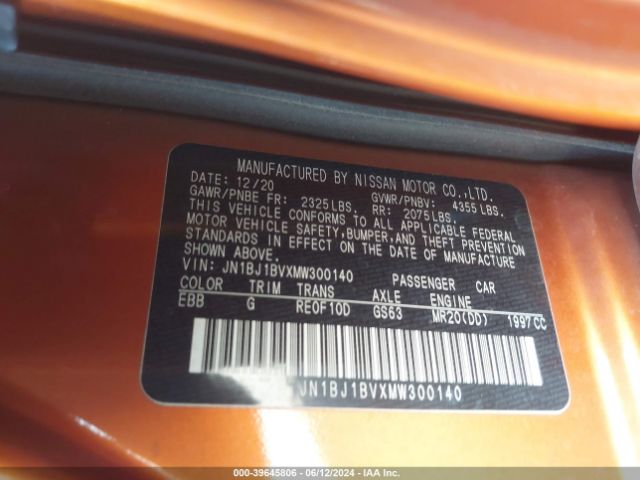 MANUFACTURED BY NISSAN MOTOR CO.,LTD.
DATE: 12/20 GVWR/PNBV: 4355 LBS.
GAWR/PNBE FR: 2325LBS. RR: 2075LBS.
THIS VEHICLE CONFORMS TO ALL APPLICABLE FEDERAL
MOTOR VEHICLE SAFETY,BUMPER,AND THEFT PREVENTION
STANDARDS IN EFFECT ON THE DATE OF MANUFACTURE
SHOWN ABOVE.
VIN: JN1BJ1BVXMW300140 PASSENGER CAR
COLOR TRIM TRANS AXLE ENGINE
EBB G RE0F10D GS63 MR20(DD) 1997CC
JN1BJ1BVXMW300140
000-39645806 - 06/12/2024 - IAA Inc.